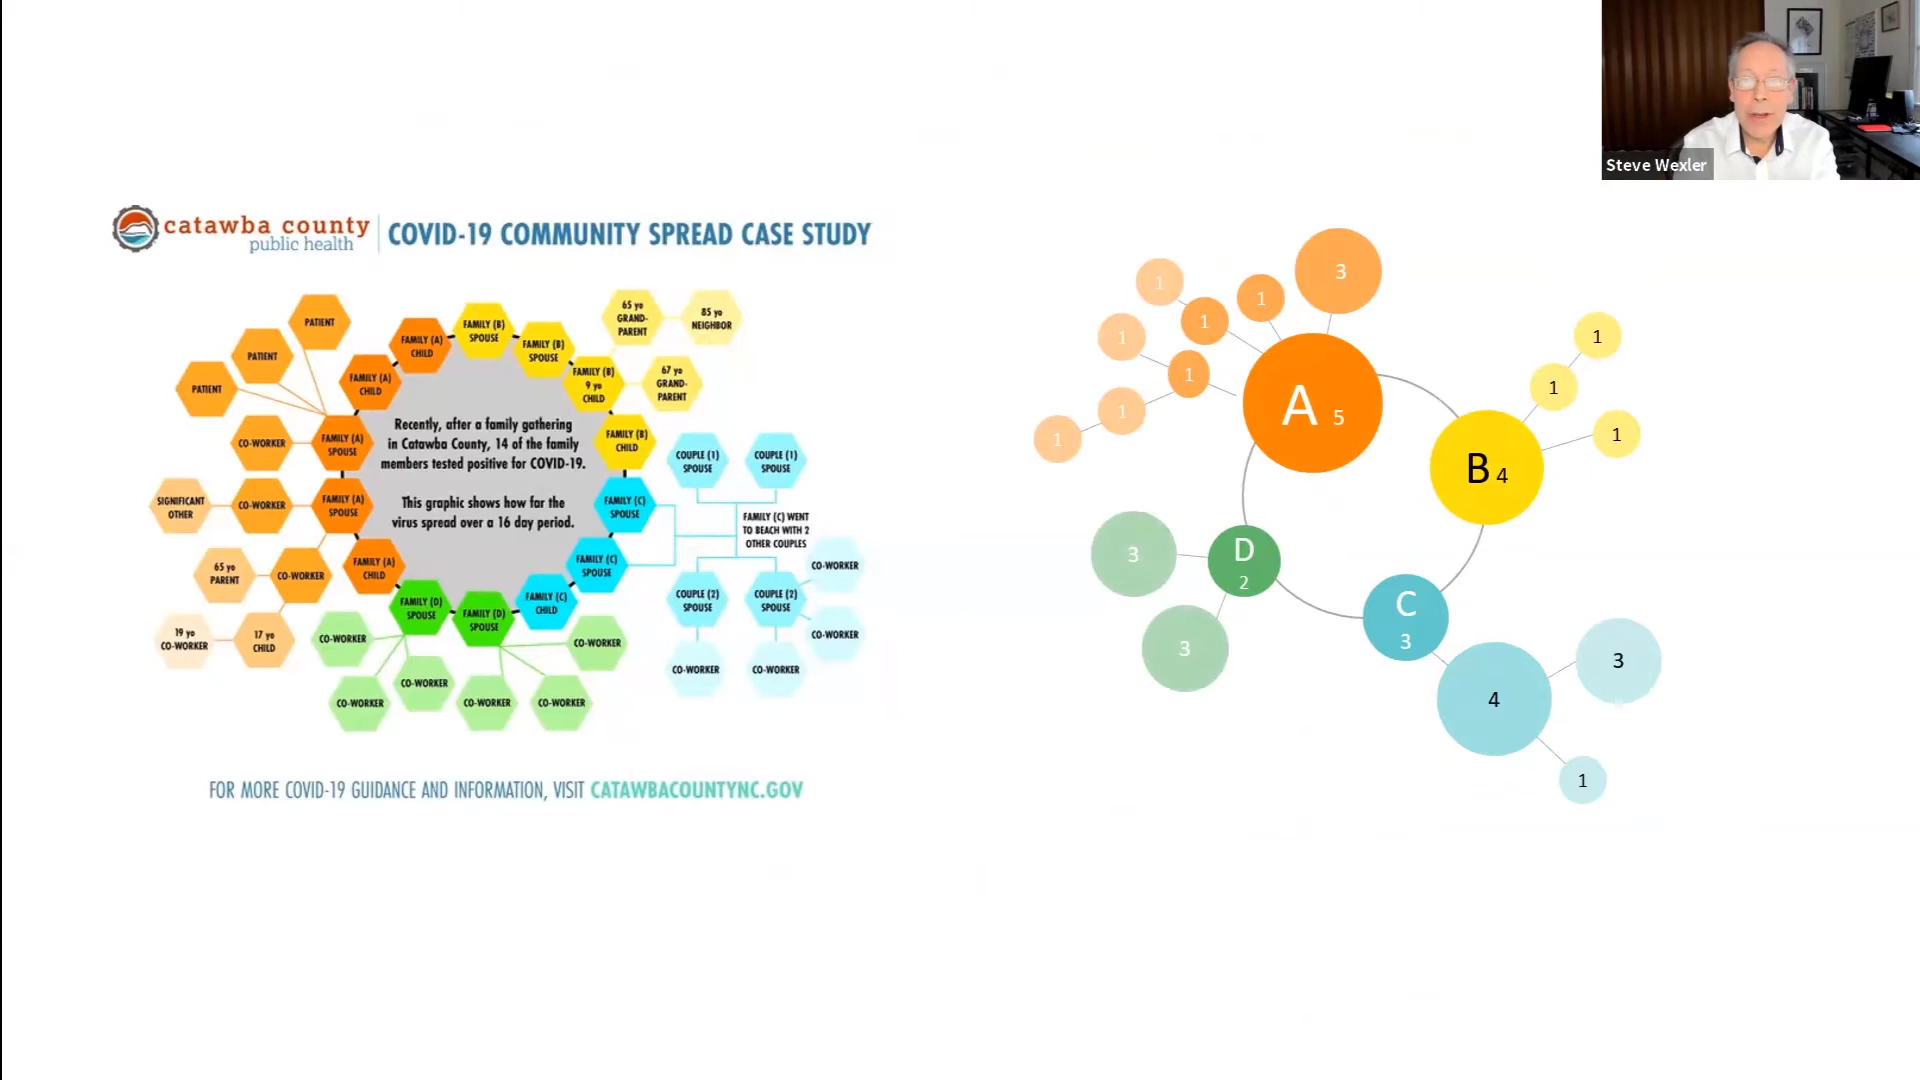 Steve Wexler
catawba county
public health
COVID-19 COMMUNITY SPREAD CASE STUDY
PATIENT
PATIENT
PATIENT
CO-WORKER
SIGNIFICANT
OTHER
CO-WORKER
65 yo
PARENT
CO-WORKER
19 yo
CO-WORKER
17 yo
CHILD
FAMILY (A)
CHILD
FAMILY (A)
CHILD
FAMILY (A)
SPOUSE
FAMILY (A)
SPOUSE
FAMILY (A)
CHILD
FAMILY (B)
SPOUSE
FAMILY (B)
SPOUSE
FAMILY (B)
9 yo
CHILD
FAMILY (B)
CHILD
65 yo
GRAND-
PARENT
85 yo
NEIGHBOR
67 yo
GRAND-
PARENT
Recently, after a family gathering
in Catawba County, 14 of the family
members tested positive for COVID-19.
This graphic shows how far the
virus spread over a 16 day period.
FAMILY (C)
SPOUSE
FAMILY (C)
SPOUSE
FAMILY (C)
CHILD
COUPLE (1)
SPOUSE
COUPLE (1)
SPOUSE
FAMILY (C) WENT
TO BEACH WITH 2
OTHER COUPLES
COUPLE (2)
SPOUSE
COUPLE (2)
SPOUSE
CO-WORKER
CO-WORKER
CO-WORKER
CO-WORKER
FAMILY (D)
SPOUSE
FAMILY (D)
SPOUSE
CO-WORKER
CO-WORKER
CO-WORKER
CO-WORKER
CO-WORKER
CO-WORKER
FOR MORE COVID-19 GUIDANCE AND INFORMATION, VISIT CATAWBACOUNTYNC.GOV
3
1
1
1
1
1
1
1
A 5
1
1
1
B 4
D
2
3
3
C
3
4
3
1